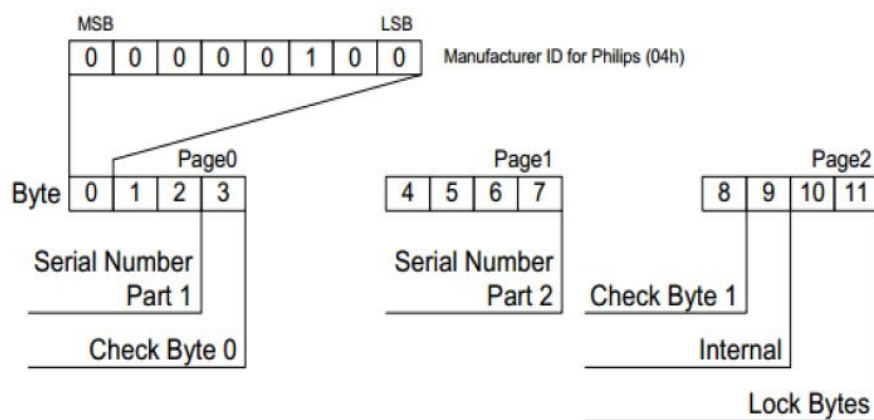 MSB LSB
0 0 0 0 0 1 0 0 Manufacturer ID for Philips (04h)
Page0 Page1 Page2
Byte 0 1 2 3 4 5 6 7 8 9 10 11
Serial Number Serial Number
Part 1 Part 2 Check Byte 1
Check Byte 0 Internal
Lock Bytes